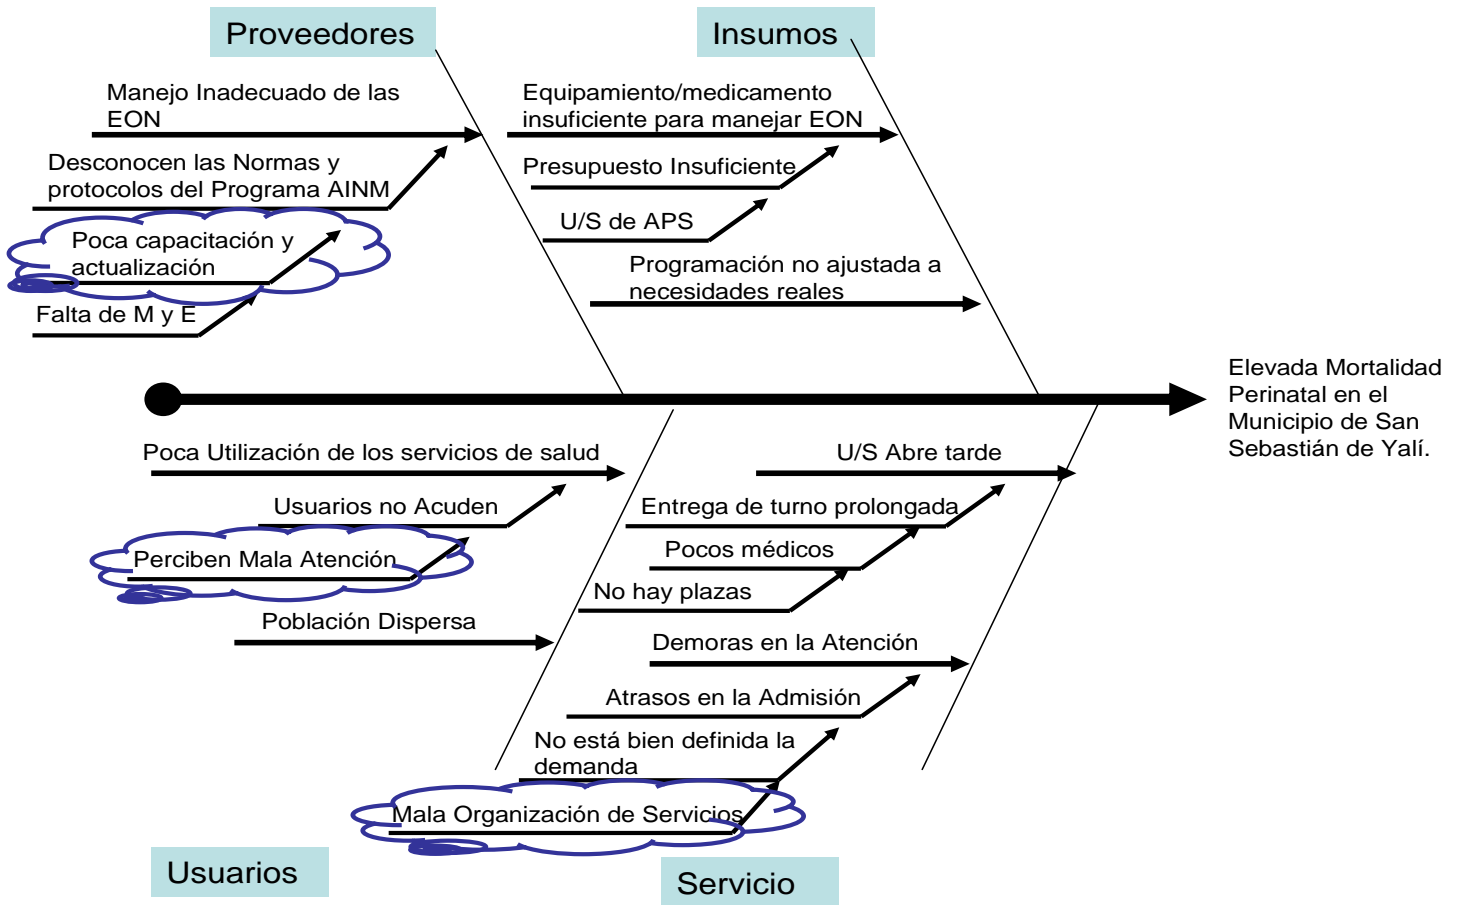 Proveedores
Manejo Inadecuado de las
EON
Desconocen las Normas y
protocolos del Programa AINM
Poca capacitación y
actualización
Falta de M y E
Insumos
Equipamiento/medicamento
insuficiente para manejar EON
Presupuesto Insuficiente
U/S de APS
Programación no ajustada a
necesidades reales
Elevada Mortalidad
Perinatal en el
Municipio de San
Sebastián de Yalí.
Poca Utilización de los servicios de salud
Usuarios no Acuden
Perciben Mala Atención
Población Dispersa
Usuarios
U/S Abre tarde
Entrega de turno prolongada
Pocos médicos
No hay plazas
Demoras en la Atención
Atrasos en la Admisión
No está bien definida la
demanda
Mala Organización de Servicios
Servicio